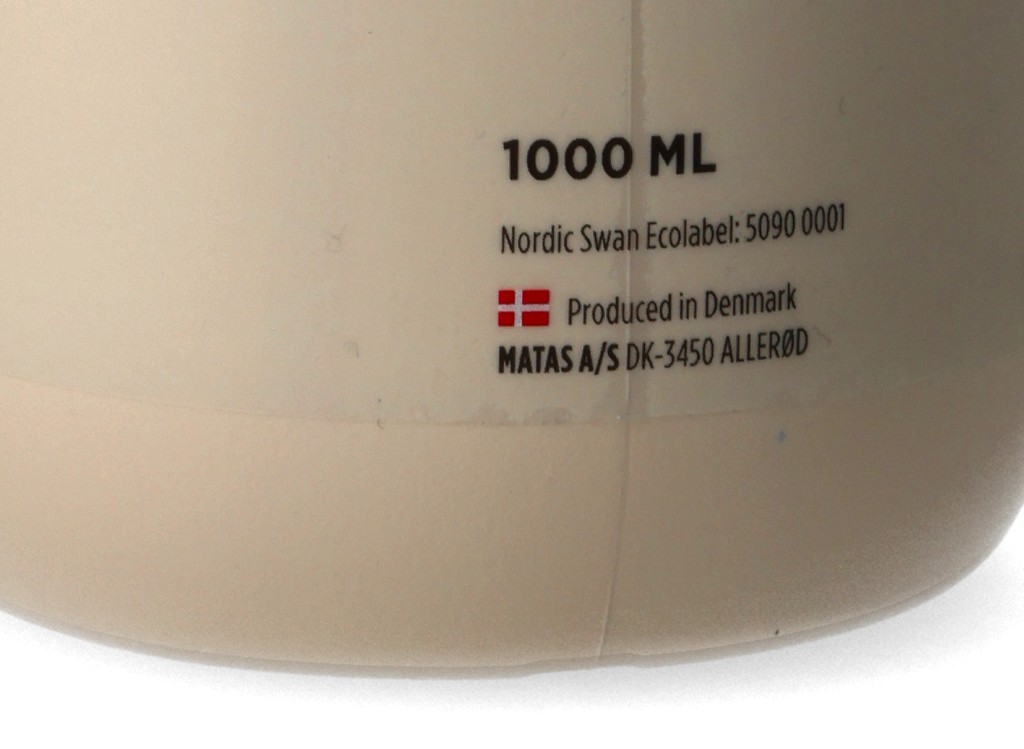 1000 ML
Nordic Swan Ecolabel: 5090 0001
Produced in Denmark
MATAS A/S DK-3450 ALLERØD